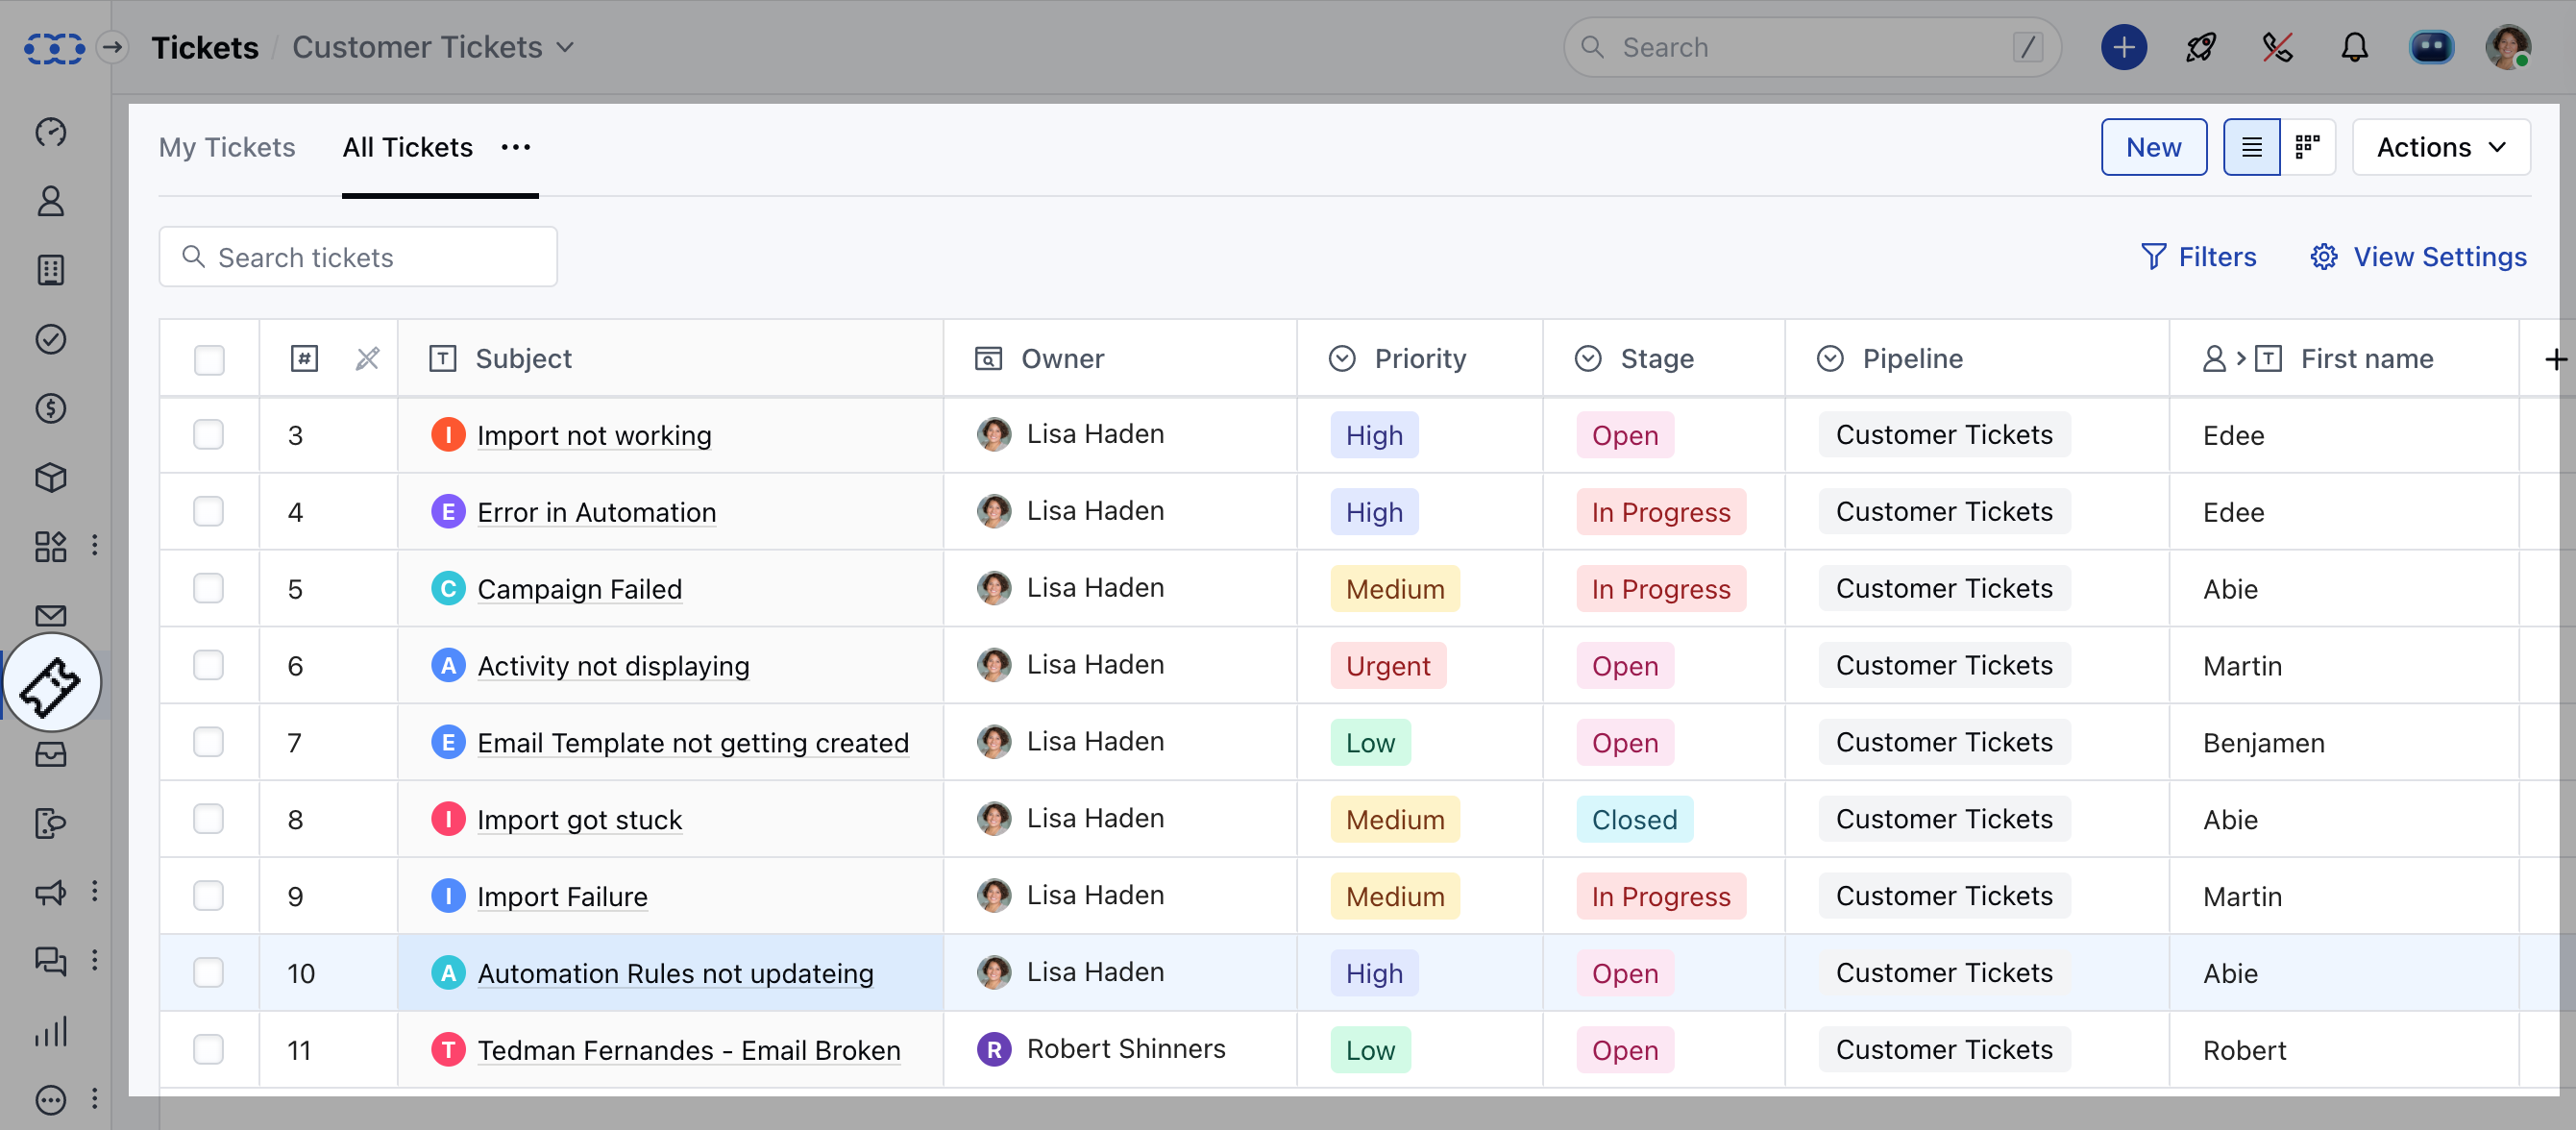 Tickets / Customer Tickets
Search /
My Tickets All Tickets ••• New Actions
Search tickets Filters View Settings
# T Subject Owner Priority Stage Pipeline T First name +
3 I Import not working Lisa Haden High Open Customer Tickets Edee
4 E Error in Automation Lisa Haden High In Progress Customer Tickets Edee
5 C Campaign Failed Lisa Haden Medium In Progress Customer Tickets Abie
6 A Activity not displaying Lisa Haden Urgent Open Customer Tickets Martin
7 E Email Template not getting created Lisa Haden Low Open Customer Tickets Benjamen
8 I Import got stuck Lisa Haden Medium Closed Customer Tickets Abie
9 I Import Failure Lisa Haden Medium In Progress Customer Tickets Martin
10 A Automation Rules not updateing Lisa Haden High Open Customer Tickets Abie
11 T Tedman Fernandes - Email Broken R Robert Shinners Low Open Customer Tickets Robert